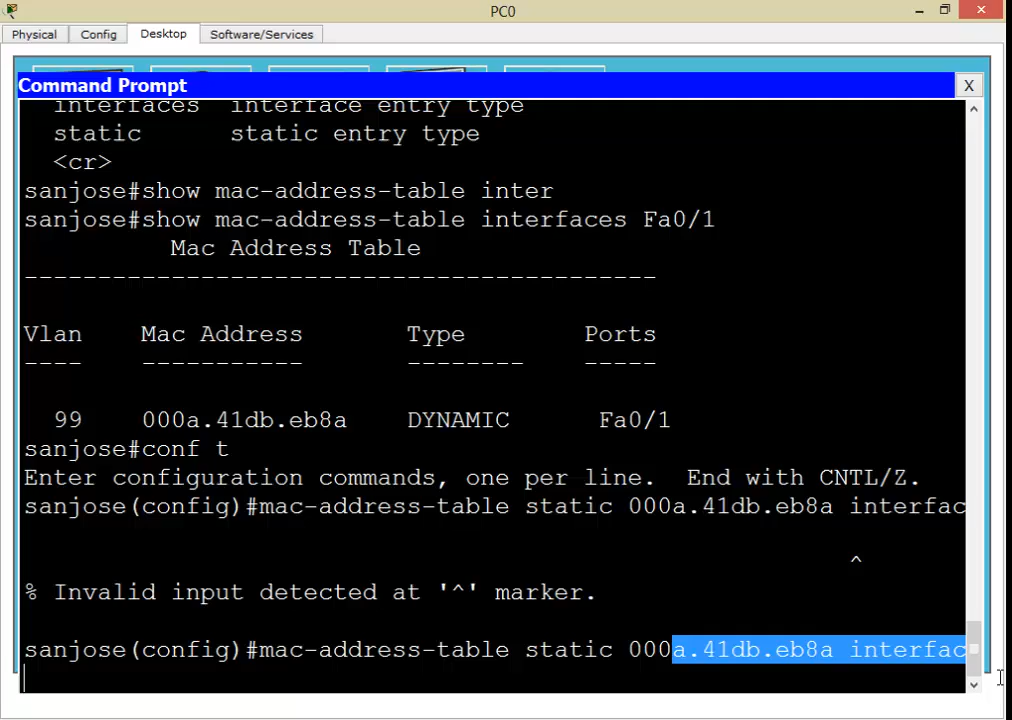 PC0
Physical Config Desktop Software/Services
Command Prompt X
interfaces interface entry type
static static entry type
<cr>
sanjose#show mac-address-table inter
sanjose#show mac-address-table interfaces Fa0/1
Mac Address Table
-------------------------------------------
Vlan Mac Address Type Ports
---- ----------- -------- -----
99 000a.41db.eb8a DYNAMIC Fa0/1
sanjose#conf t
Enter configuration commands, one per line. End with CNTL/Z.
sanjose(config)#mac-address-table static 000a.41db.eb8a interfac
^
% Invalid input detected at '^' marker.
sanjose(config)#mac-address-table static 000a.41db.eb8a interfac